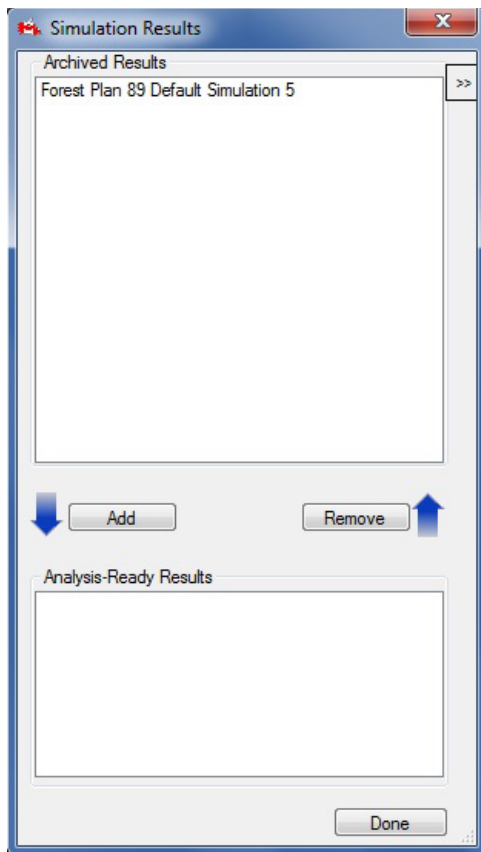 Simulation Results
X
Archived Results
>>
Forest Plan 89 Default Simulation 5
Add
Remove
Analysis-Ready Results
Done